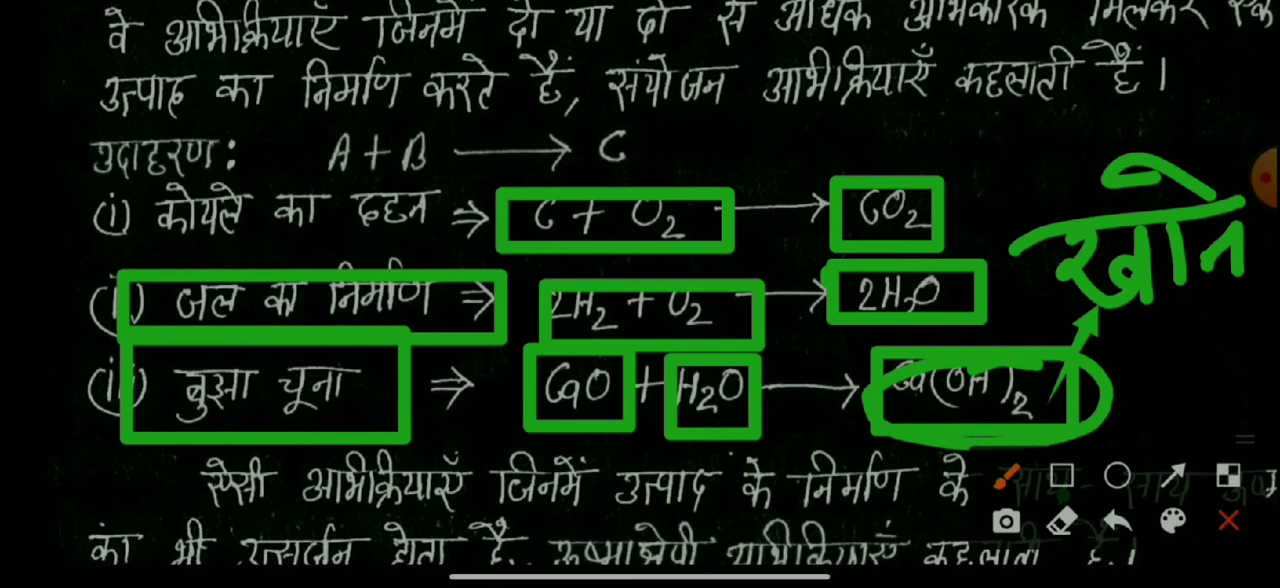 वे अभिक्रियाएँ जिनमें दो या दो से अधिक अभिकारक मिलकर एक
उत्पाद का निर्माण करते हैं, संयोजन अभिक्रियाएँ कहलाती हैं।
उदाहरण: A + B ⟶ C
(i) कोयले का दहन ⇒ C + O₂ ⟶ CO₂
(ii) जल का निर्माण ⇒ 2H₂ + O₂ ⟶ 2H₂O
(iii) बुझा चूना ⇒ CaO + H₂O ⟶ Ca(OH)₂
खाने
ऐसी अभिक्रियाएँ जिनमें उत्पाद के निर्माण के साथ-साथ
का भी उत्सर्जन होता है, ऊष्माक्षेपी अभिक्रियाएँ कहलाती है।